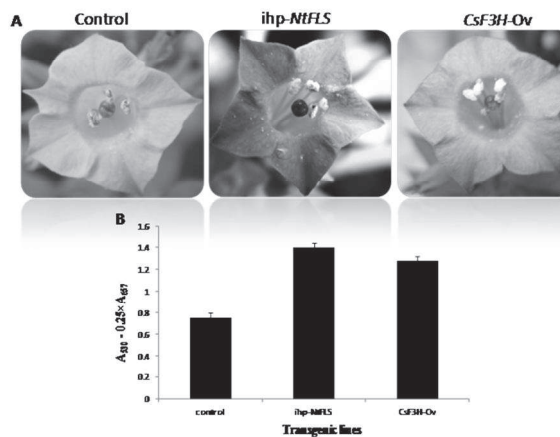 A Control ihp-NtFLS CsF3H-Ov
B
1.6
1.4
1.2
1
0.8
0.6
0.4
0.2
0
A530 - 0.25×A657
control ihp-NtFLS CsF3H-Ov
Transgenic lines